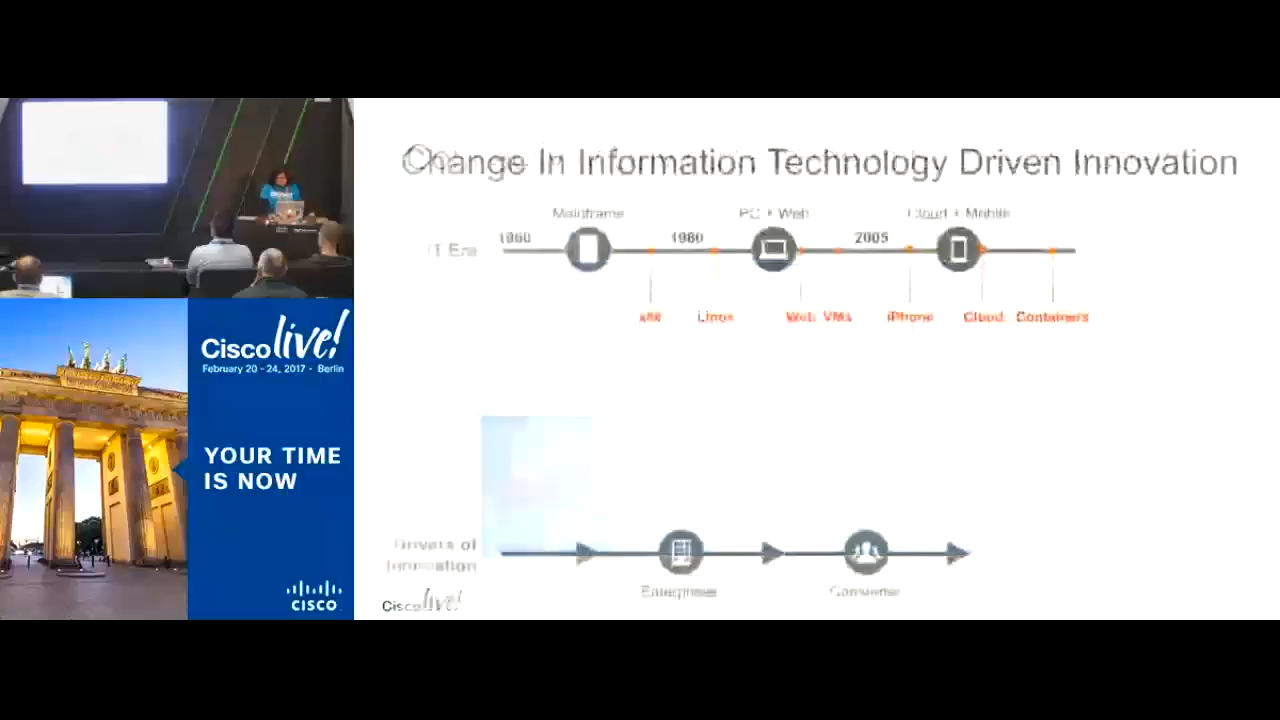 Change In Information Technology Driven Innovation
Mainframe PC + Web Cloud + Mobile
IT Era 1960 1980 2005
x86 Linux Web VMs iPhone Cloud Containers
Cisco live!
February 20 - 24, 2017 • Berlin
YOUR TIME
IS NOW
CISCO
Drivers of
Innovation
Enterprise Consumer
Cisco live!